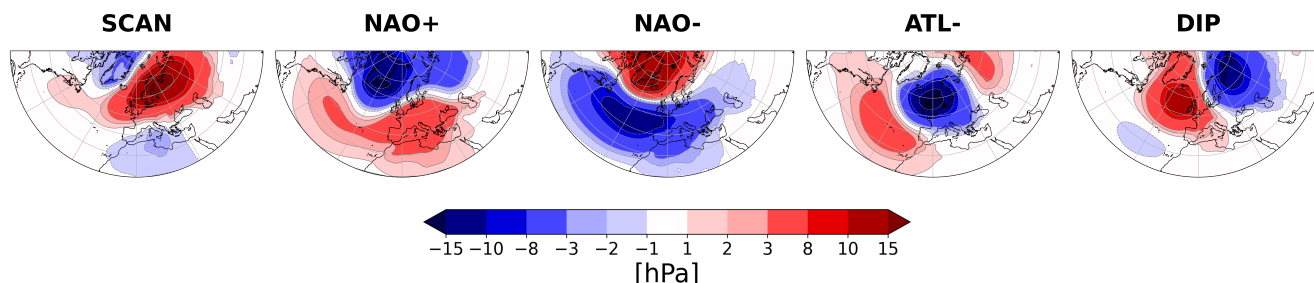 SCAN NAO+ NAO- ATL- DIP
−15 −10 −8 −3 −2 −1 1 2 3 8 10 15
[hPa]